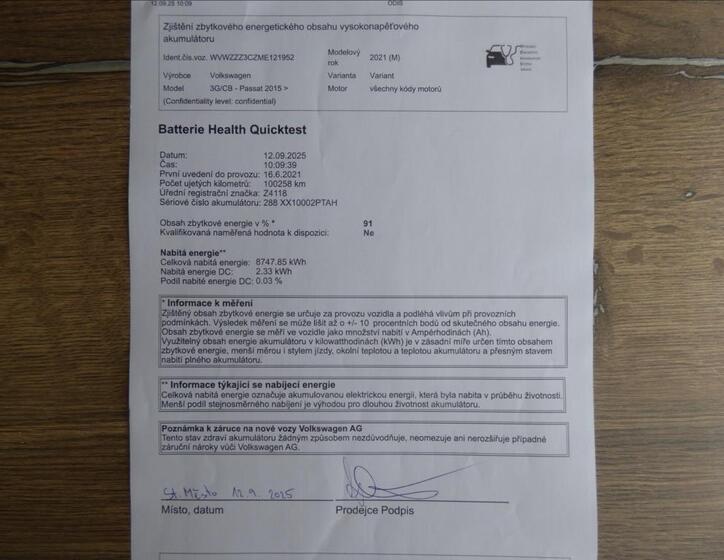 12.09.25 10:09 ODIS
Zjištění zbytkového energetického obsahu vysokonapěťového
akumulátoru
Ident.čis.voz. WVWZZZ3CZME121952 Modelový rok 2021 (M)
Výrobce Volkswagen Varianta Variant
Model 3G/CB - Passat 2015 > Motor všechny kódy motorů
(Confidentiality level: confidential)
Batterie Health Quicktest
Datum: 12.09.2025
Čas: 10:09:39
První uvedení do provozu: 16.6.2021
Počet ujetých kilometrů: 100258 km
Úřední registrační značka: Z4118
Sériové číslo akumulátoru: 288 XX10002PTAH
Obsah zbytkové energie v % * 91
Kvalifikovaná naměřená hodnota k dispozici: Ne
Nabitá energie**
Celková nabitá energie: 8747.85 kWh
Nabitá energie DC: 2.33 kWh
Podíl nabité energie DC: 0.03 %
* Informace k měření
Zjištěný obsah zbytkové energie se určuje za provozu vozidla a podléhá vlivům při provozních
podmínkách. Výsledek měření se může lišit až o +/- 10 procentních bodů od skutečného obsahu energie.
Obsah zbytkové energie se měří ve vozidle jako množství nabití v Ampérhodinách (Ah).
Využitelný obsah energie akumulátoru v kilowatthodinách (kWh) je v zásadní míře určen tímto obsahem
zbytkové energie, menší měrou i stylem jízdy, okolní teplotou a teplotou akumulátoru a přesným stavem
nabití plného akumulátoru.
** Informace týkající se nabíjecí energie
Celková nabitá energie označuje akumulovanou elektrickou energii, která byla nabita v průběhu životnosti.
Menší podíl stejnosměrného nabíjení je výhodou pro dlouhou životnost akumulátoru.
Poznámka k záruce na nové vozy Volkswagen AG
Tento stav zdraví akumulátoru žádným způsobem nezdůvodňuje, neomezuje ani nerozšiřuje případné
záruční nároky vůči Volkswagen AG.
St. Město 12.9. 2025
Místo, datum Prodejce Podpis